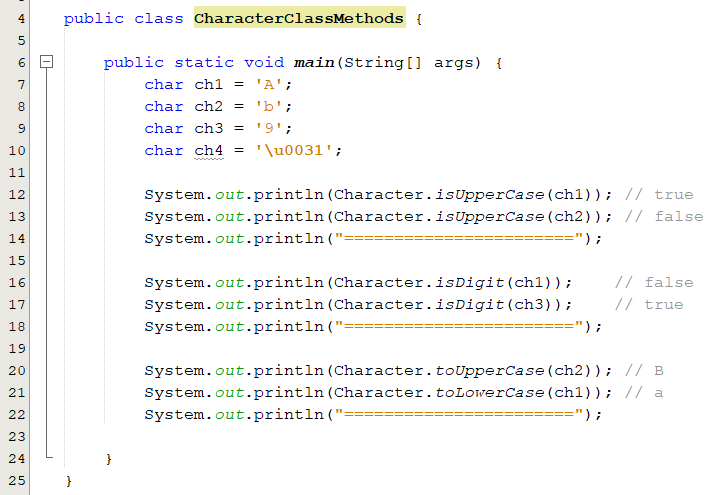 4 public class CharacterClassMethods {
5
6 public static void main(String[] args) {
7 char ch1 = 'A';
8 char ch2 = 'b';
9 char ch3 = '9';
10 char ch4 = '\u0031';
11
12 System.out.println(Character.isUpperCase(ch1)); // true
13 System.out.println(Character.isUpperCase(ch2)); // false
14 System.out.println("=======================");
15
16 System.out.println(Character.isDigit(ch1)); // false
17 System.out.println(Character.isDigit(ch3)); // true
18 System.out.println("=======================");
19
20 System.out.println(Character.toUpperCase(ch2)); // B
21 System.out.println(Character.toLowerCase(ch1)); // a
22 System.out.println("=======================");
23
24 }
25 }